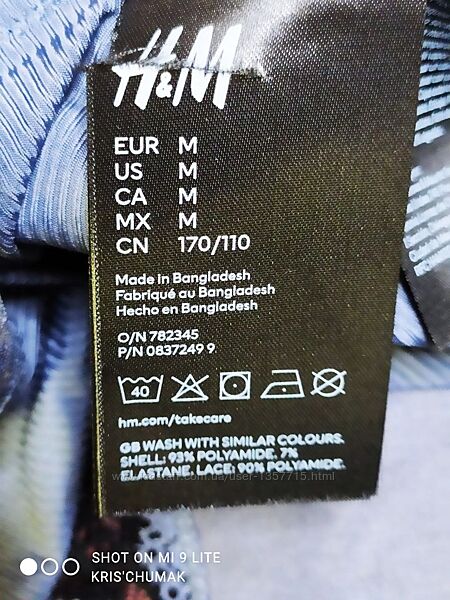 H&M
EUR M
US M
CA M
MX M
CN 170/110
Made in Bangladesh
Fabriqué au Bangladesh
Hecho en Bangladesh
O/N 782345
P/N 0837249 9
40
hm.com/takecare
GB WASH WITH SIMILAR COLOURS.
SHELL: 93% POLYAMIDE. 7%
ELASTANE. LACE: 90% POLYAMIDE.
SHOT ON MI 9 LITE
KRIS'CHUMAK